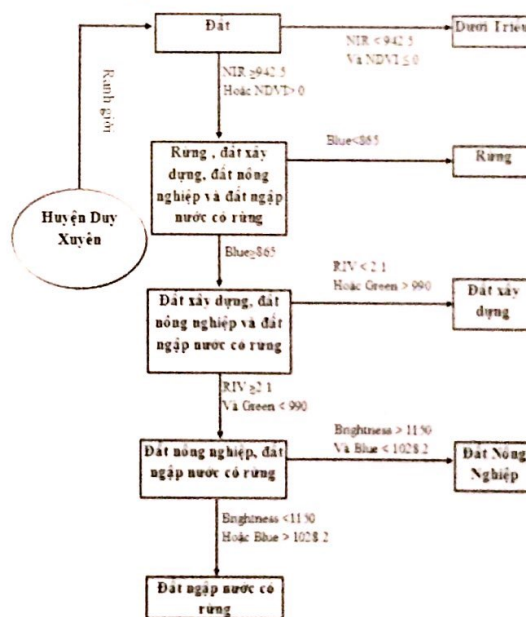 Đất
NIR < 942.5
Và NDVI ≤ 0
Dưới Triều
Ranh giới
NIR ≥942.5
Hoặc NDVI> 0
Rừng , đất xây
dựng, đất nông
nghiệp và đất ngập
nước có rừng
Blue<865
Rừng
Huyện Duy
Xuyên
Blue≥865
Đất xây dựng, đất
nông nghiệp và đất
ngập nước có rừng
RIV < 2.1
Hoặc Green > 990
Đất xây
dựng
RIV ≥2.1
Và Green < 990
Đất nông nghiệp, đất
ngập nước có rừng
Brightness > 1150
Và Blue < 1028.2
Đất Nông
Nghiệp
Brightness <1150
Hoặc Blue > 1028.2
Đất ngập nước có
rừng